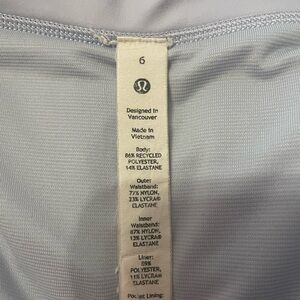 6
Designed in
Vancouver
Made in
Vietnam
Body:
86% RECYCLED
POLYESTER,
14% ELASTANE
Outer
Waistband:
77% NYLON,
23% LYCRA®
ELASTANE
Inner
Waistband:
87% NYLON,
13% LYCRA®
ELASTANE
Liner:
89%
POLYESTER,
11% LYCRA®
ELASTANE
Pocket Lining: